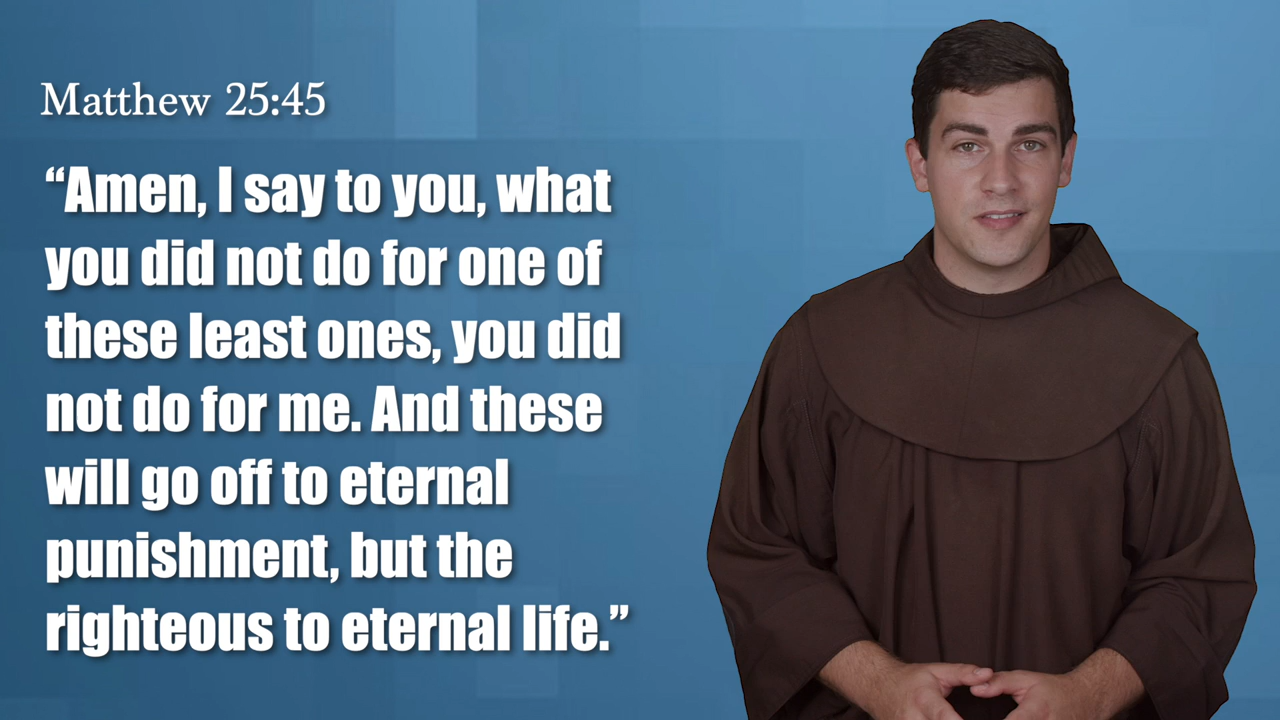 Matthew 25:45
“Amen, I say to you, what
you did not do for one of
these least ones, you did
not do for me. And these
will go off to eternal
punishment, but the
righteous to eternal life.”